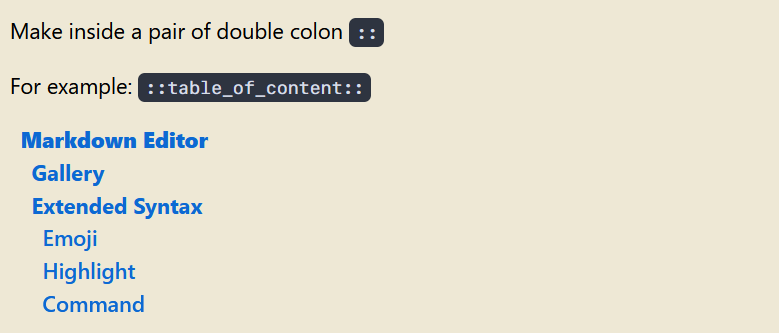 Make inside a pair of double colon ::
For example: ::table_of_content::
Markdown Editor
Gallery
Extended Syntax
Emoji
Highlight
Command